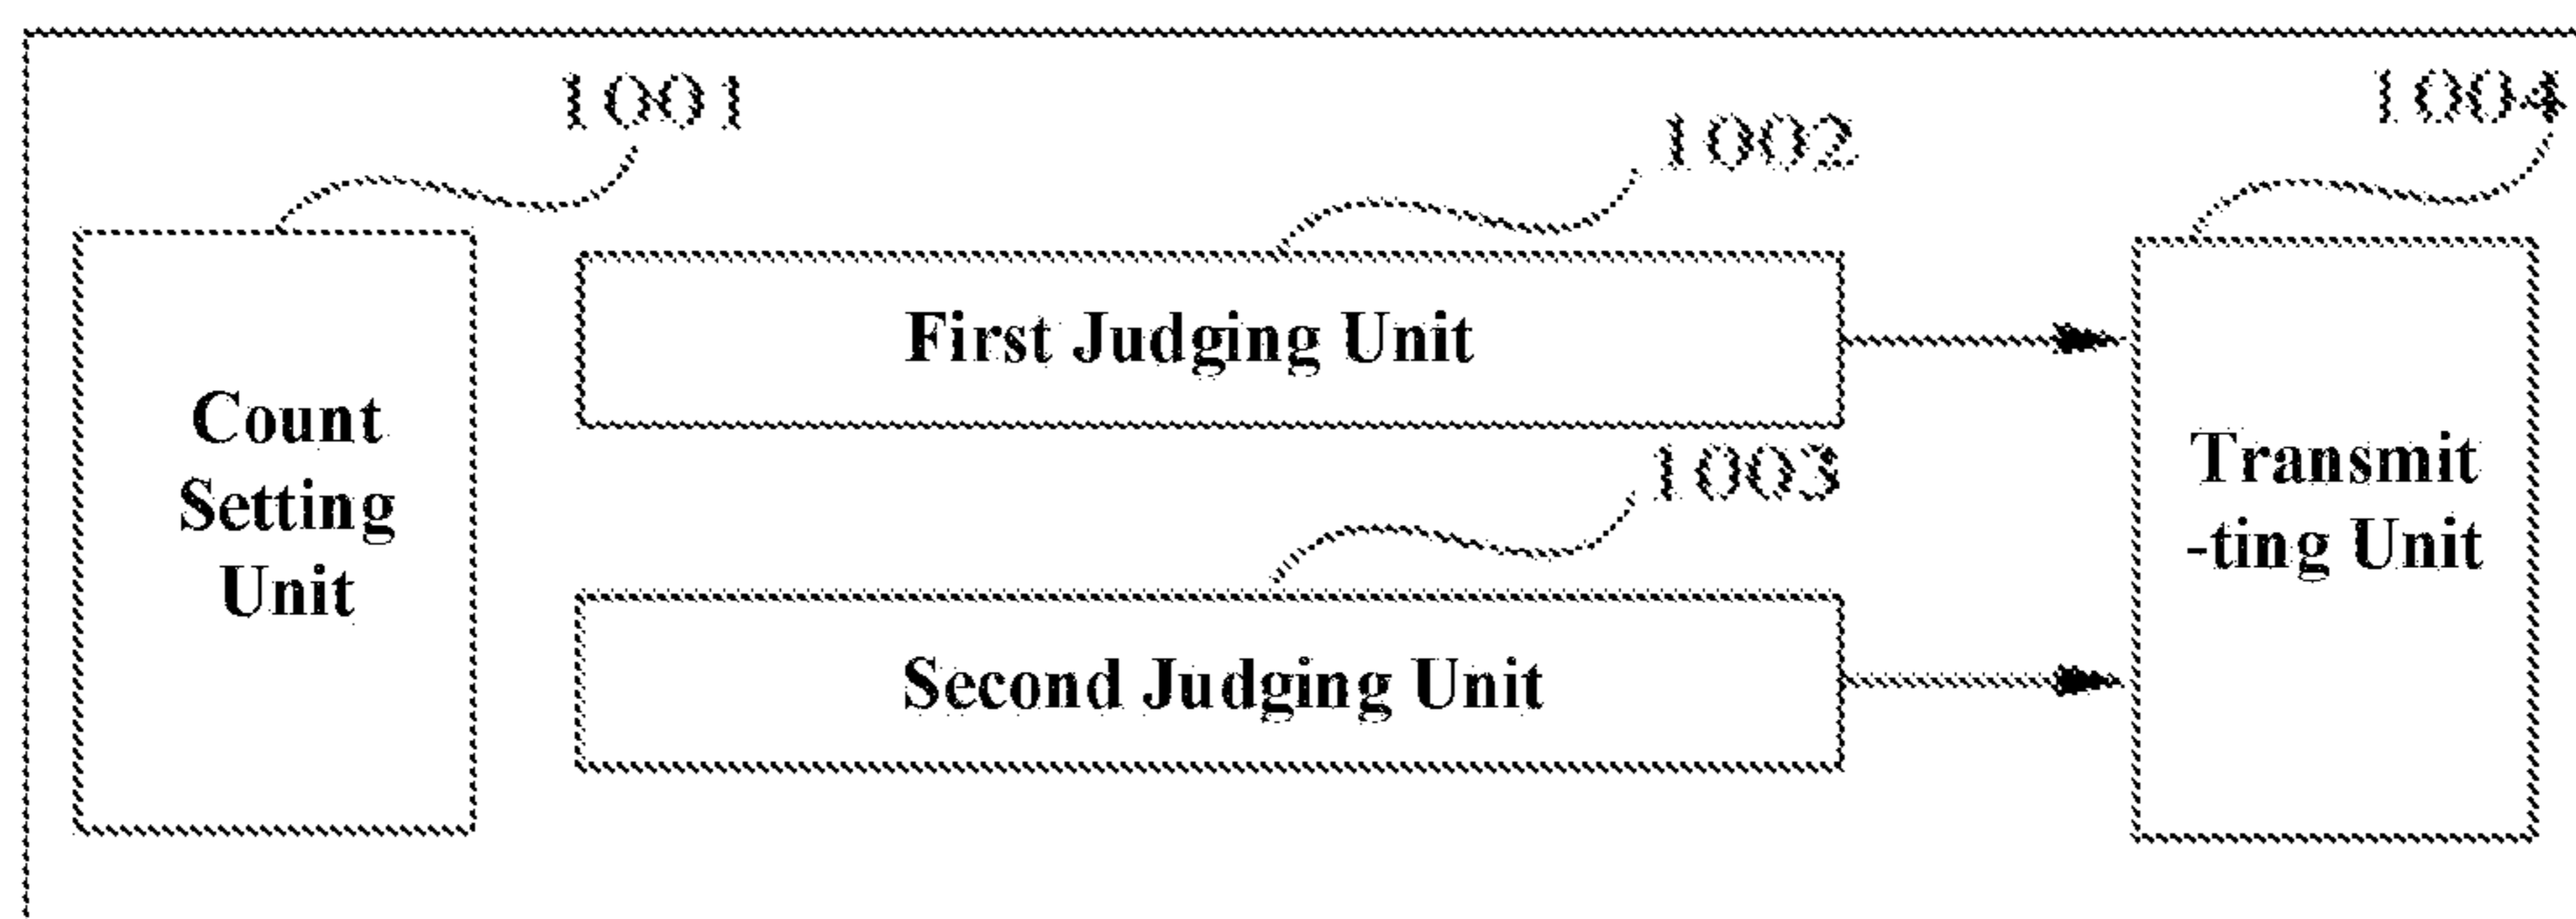 1001
1002
1004
Count
Setting
Unit
First Judging Unit
1003
Second Judging Unit
Transmit
-ting Unit